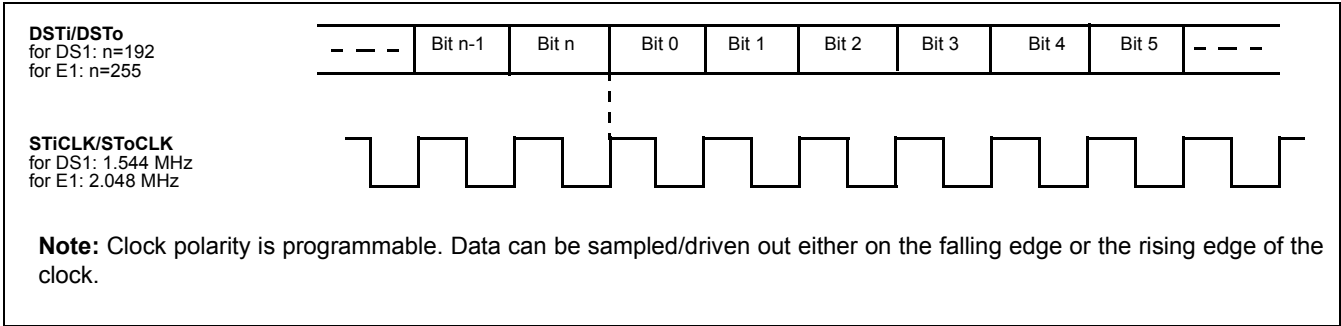 DSTi/DSTo
for DS1: n=192
for E1: n=255
Bit n-1 Bit n Bit 0 Bit 1 Bit 2 Bit 3 Bit 4 Bit 5
STiCLK/SToCLK
for DS1: 1.544 MHz
for E1: 2.048 MHz
Note: Clock polarity is programmable. Data can be sampled/driven out either on the falling edge or the rising edge of the
clock.